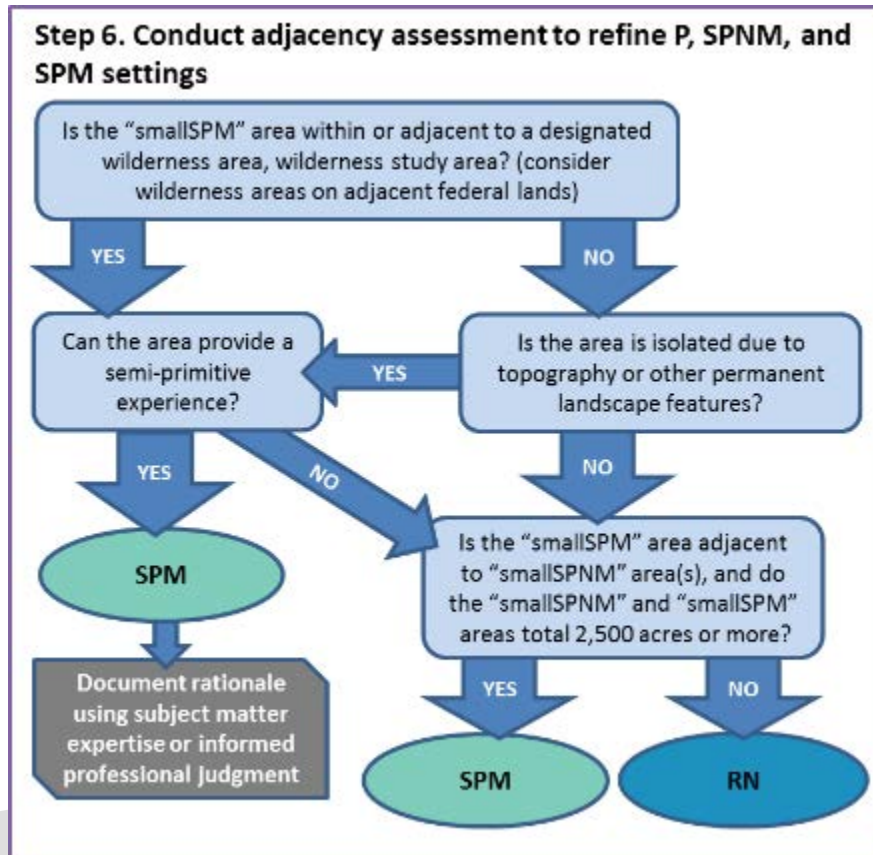 Step 6. Conduct adjacency assessment to refine P, SPNM, and
SPM settings
Is the “smallSPM” area within or adjacent to a designated
wilderness area, wilderness study area? (consider
wilderness areas on adjacent federal lands)
YES
NO
Can the area provide a
semi-primitive
experience?
YES
Is the area is isolated due to
topography or other permanent
landscape features?
YES
NO
NO
SPM
Is the “smallSPM” area adjacent
to “smallSPNM” area(s), and do
the “smallSPNM” and “smallSPM”
areas total 2,500 acres or more?
Document rationale
using subject matter
expertise or informed
professional judgment
YES
NO
SPM
RN